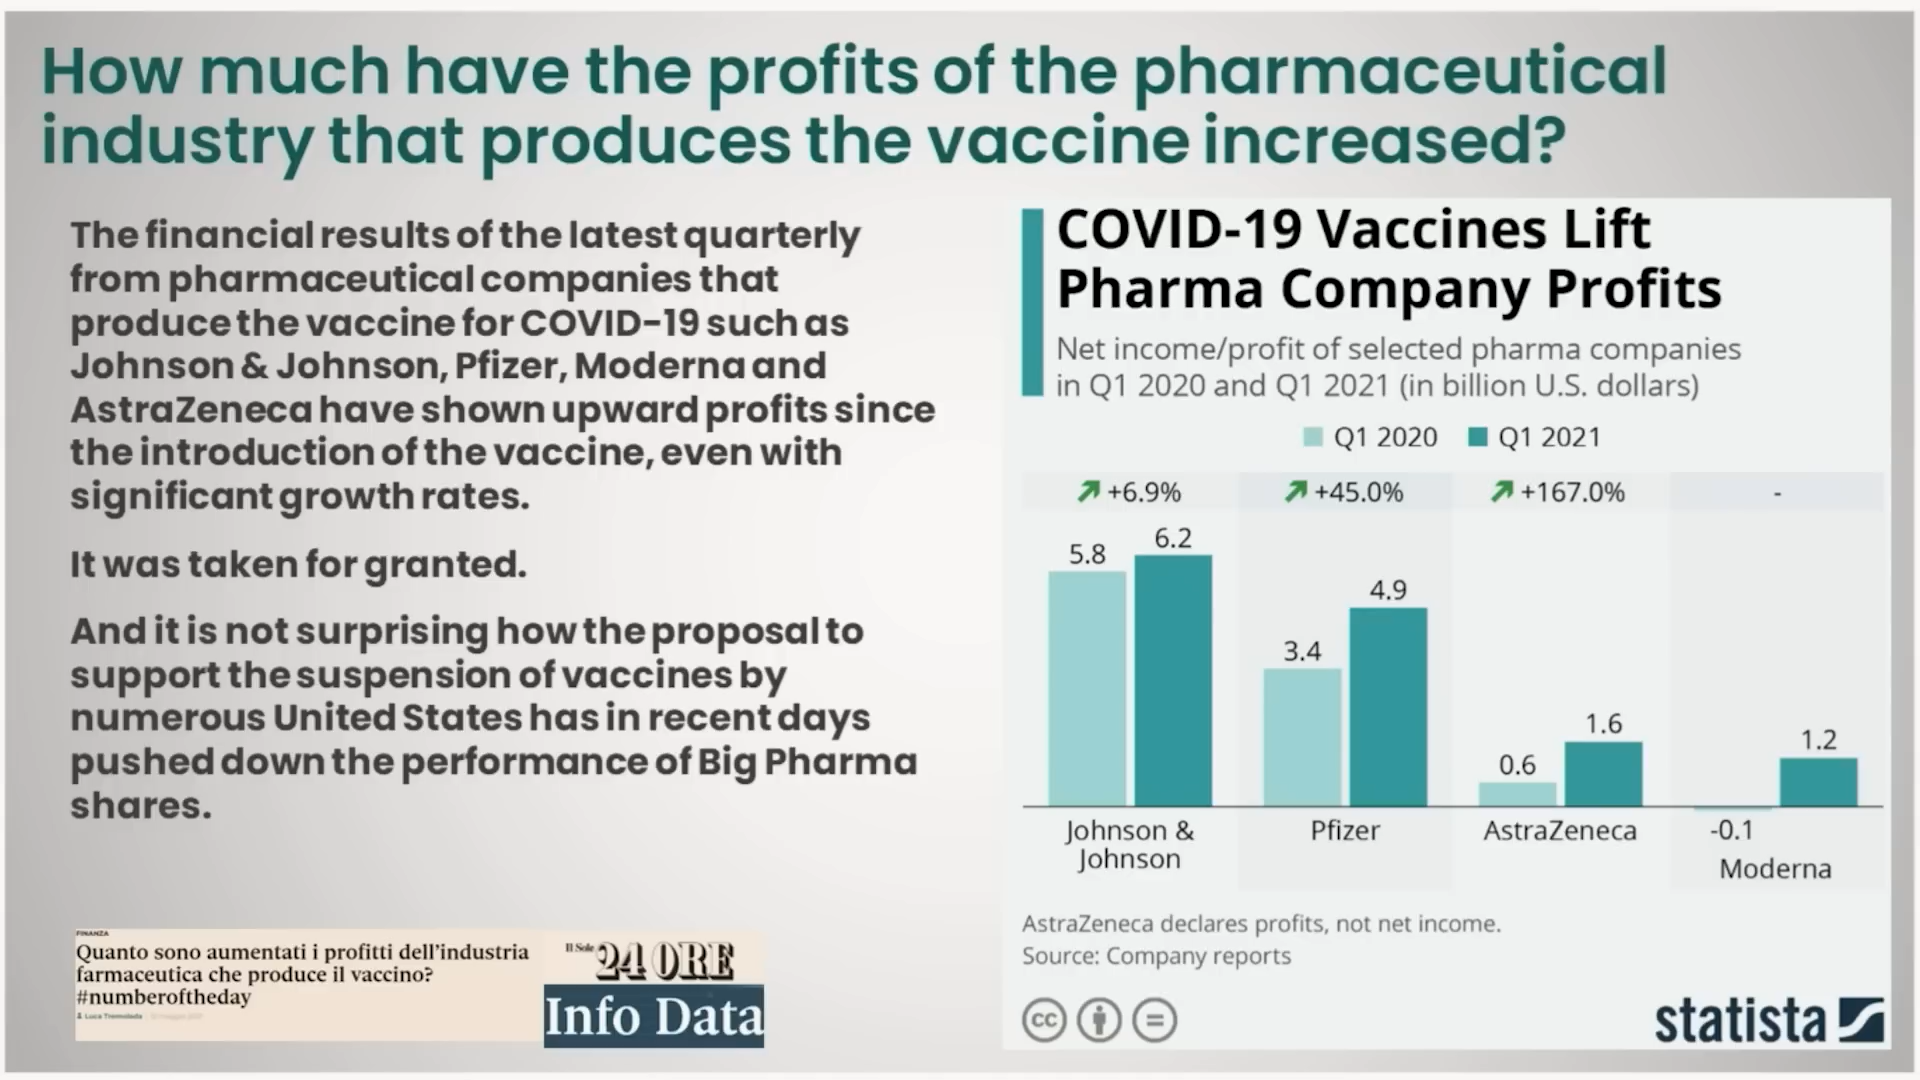 How much have the profits of the pharmaceutical
industry that produces the vaccine increased?
The financial results of the latest quarterly
from pharmaceutical companies that
produce the vaccine for COVID-19 such as
Johnson & Johnson, Pfizer, Moderna and
AstraZeneca have shown upward profits since
the introduction of the vaccine, even with
significant growth rates.
It was taken for granted.
And it is not surprising how the proposal to
support the suspension of vaccines by
numerous United States has in recent days
pushed down the performance of Big Pharma
shares.
FINANZA
Quanto sono aumentati i profitti dell'industria
farmaceutica che produce il vaccino?
#numberoftheday
Luca Tremolada
Il Sole 24 ORE
Info Data
COVID-19 Vaccines Lift
Pharma Company Profits
Net income/profit of selected pharma companies
in Q1 2020 and Q1 2021 (in billion U.S. dollars)
Q1 2020 Q1 2021
+6.9% +45.0% +167.0% -
5.8 6.2 3.4 4.9 0.6 1.6 -0.1 1.2
Johnson &
Johnson
Pfizer
AstraZeneca
Moderna
AstraZeneca declares profits, not net income.
Source: Company reports
cc =
statista